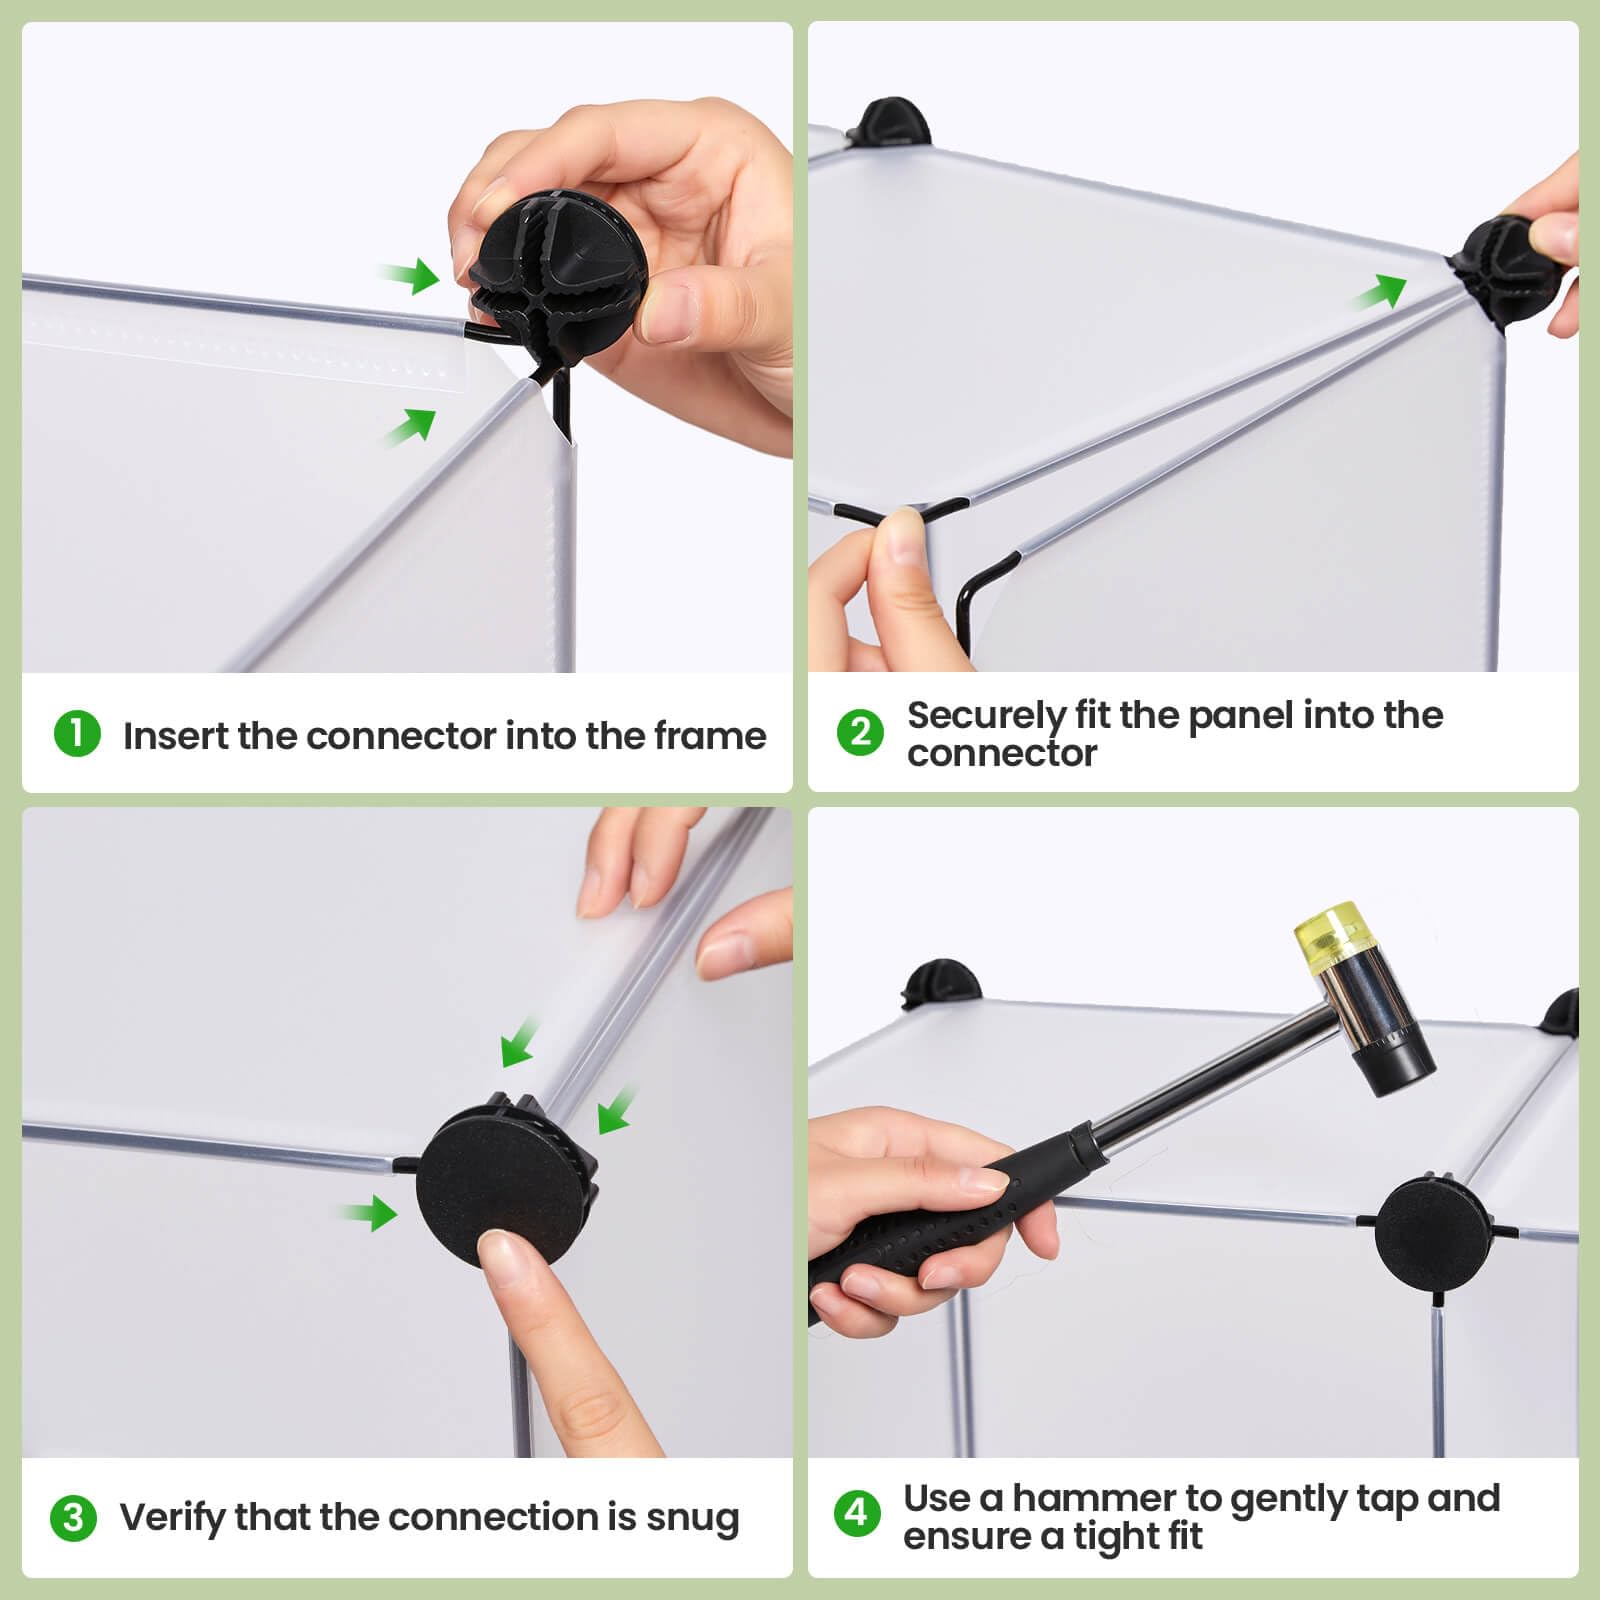 1 Insert the connector into the frame
2 Securely fit the panel into the
connector
3 Verify that the connection is snug
4 Use a hammer to gently tap and
ensure a tight fit